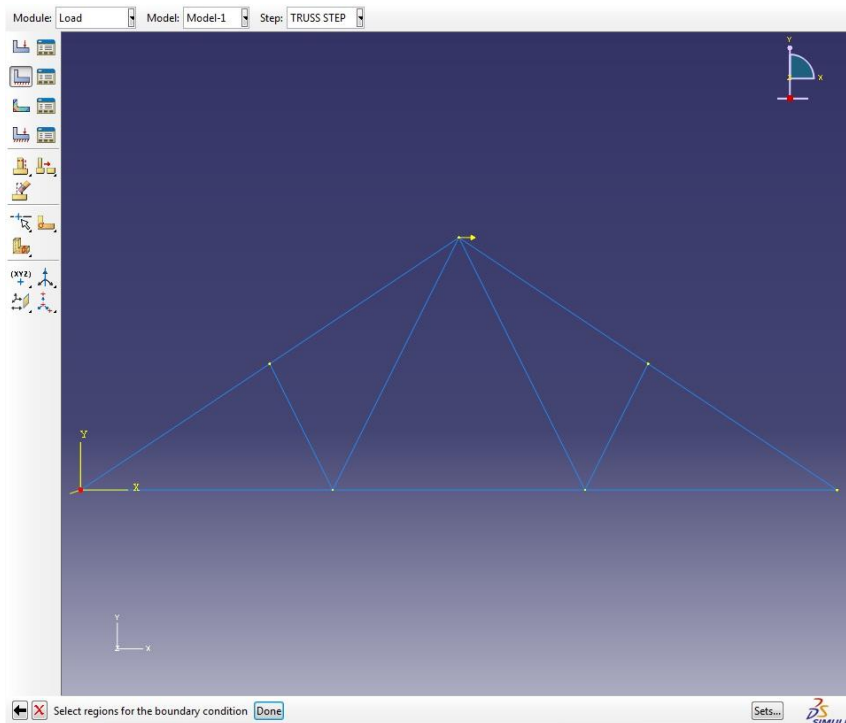 Module: Load Model: Model-1 Step: TRUSS STEP
Y
X
Z
(XYZ)
Y
X
Y
Z X
Select regions for the boundary condition Done Sets...